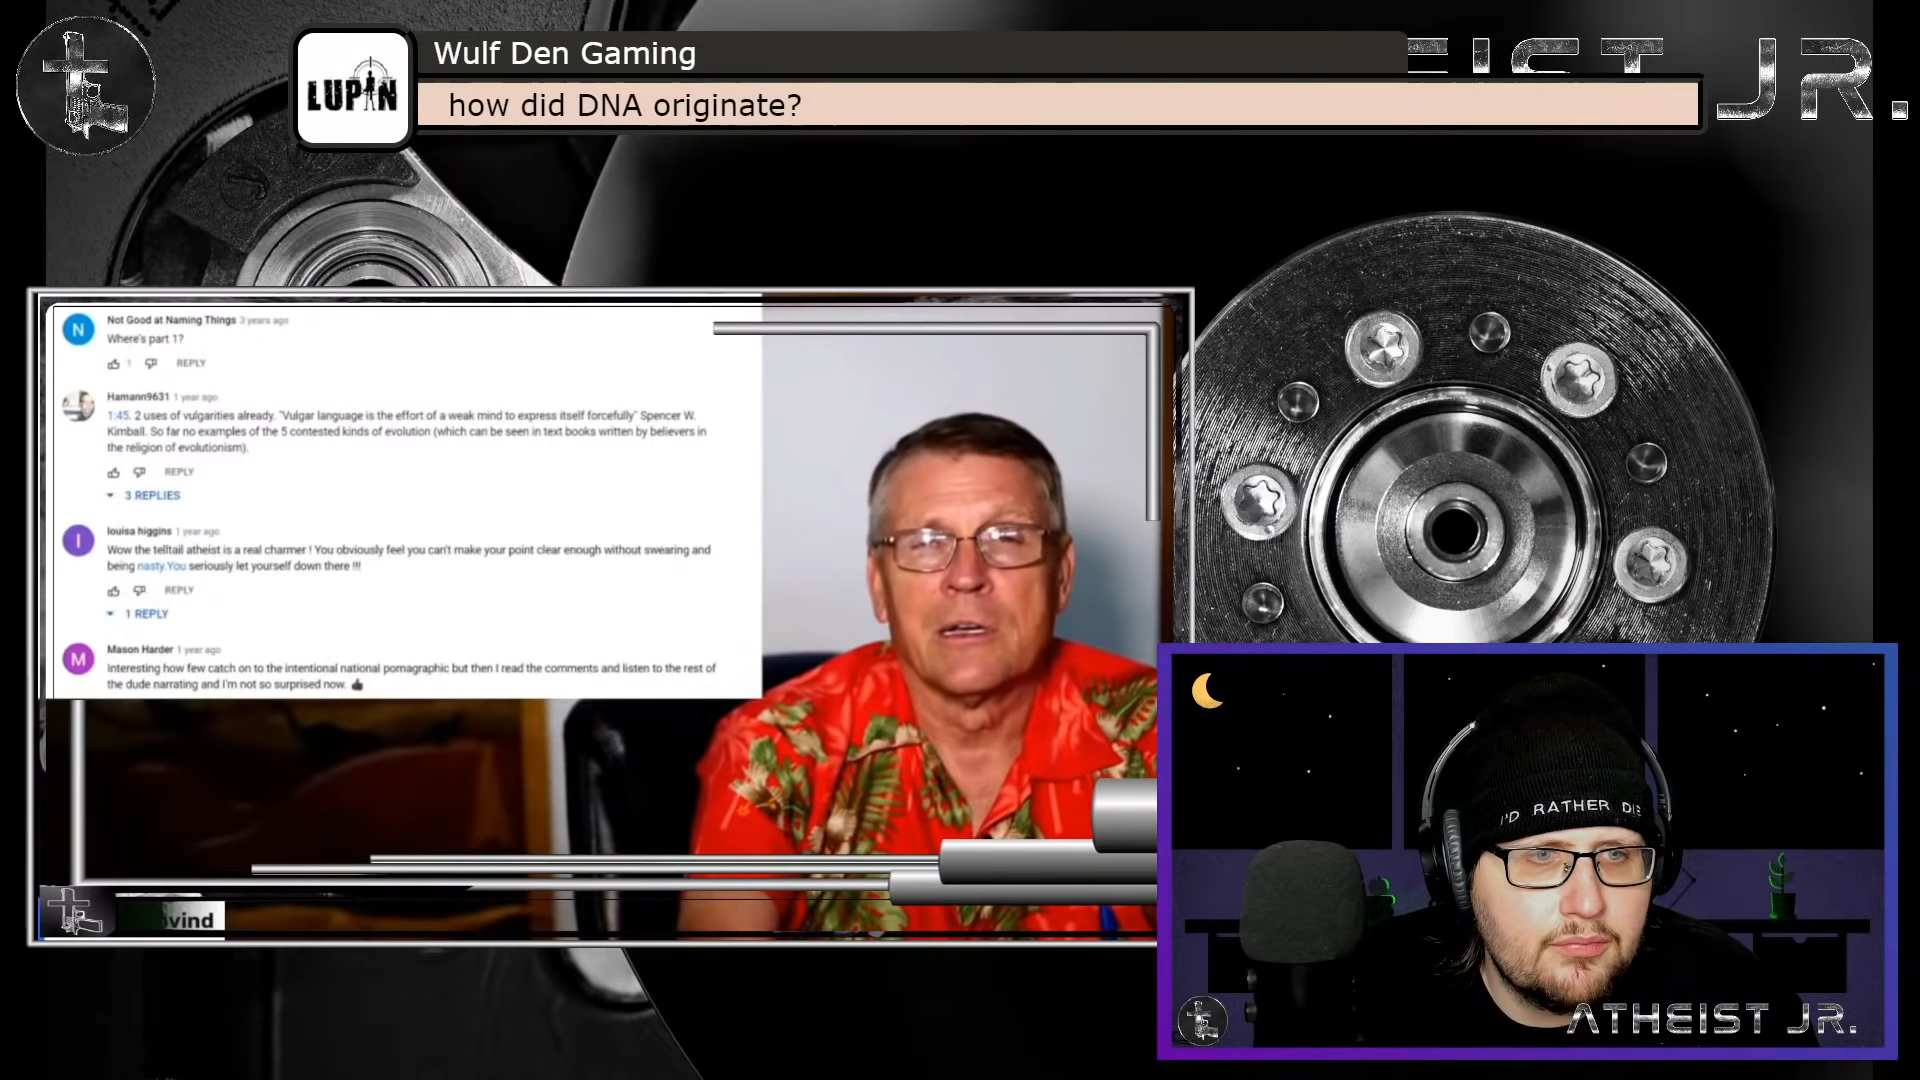 Wulf Den Gaming
EIST JR.
LUPIN
how did DNA originate?
N
Not Good at Naming Things 3 years ago
Where's part 1?
1 REPLY
Hamann9631 1 year ago
1:45. 2 uses of vulgarities already. "Vulgar language is the effort of a weak mind to express itself forcefully" Spencer W.
Kimball. So far no examples of the 5 contested kinds of evolution (which can be seen in text books written by believers in
the religion of evolutionism).
REPLY
3 REPLIES
l
louisa higgins 1 year ago
Wow the telltail atheist is a real charmer ! You obviously feel you can't make your point clear enough without swearing and
being nasty.You seriously let yourself down there !!!
REPLY
1 REPLY
M
Mason Harder 1 year ago
Interesting how few catch on to the intentional national pornagraphic but then I read the comments and listen to the rest of
the dude narrating and I'm not so surprised now.
I'D RATHER DIE
ovind
ATHEIST JR.